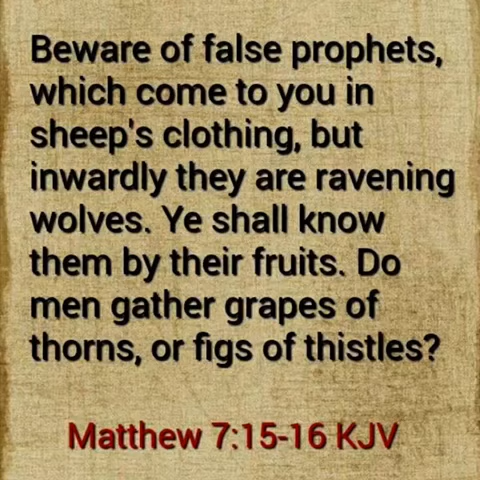 Beware of false prophets,
which come to you in
sheep's clothing, but
inwardly they are ravening
wolves. Ye shall know
them by their fruits. Do
men gather grapes of
thorns, or figs of thistles?
Matthew 7:15-16 KJV